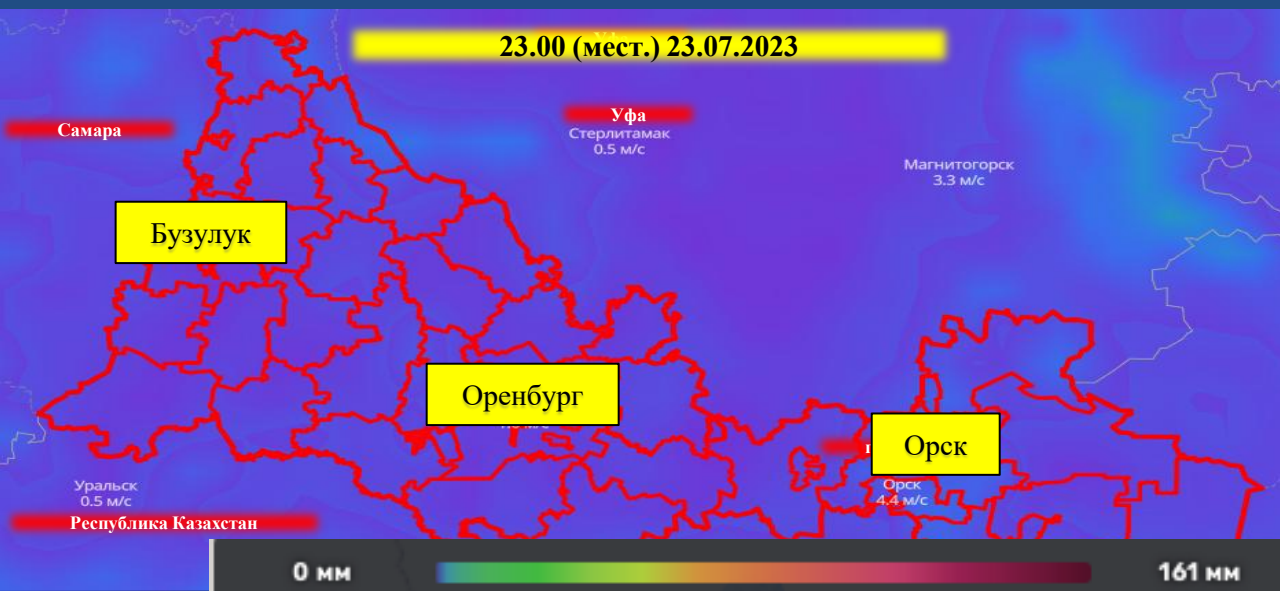 23.00 (мест.) 23.07.2023
Уфа
Самара
Стерлитамак
0.5 м/с
Магнитогорск
3.3 м/с
Бузулук
Оренбург
Орск
Уральск
0.5 м/с
Орск
4.4 м/с
Республика Казахстан
0 мм
161 мм